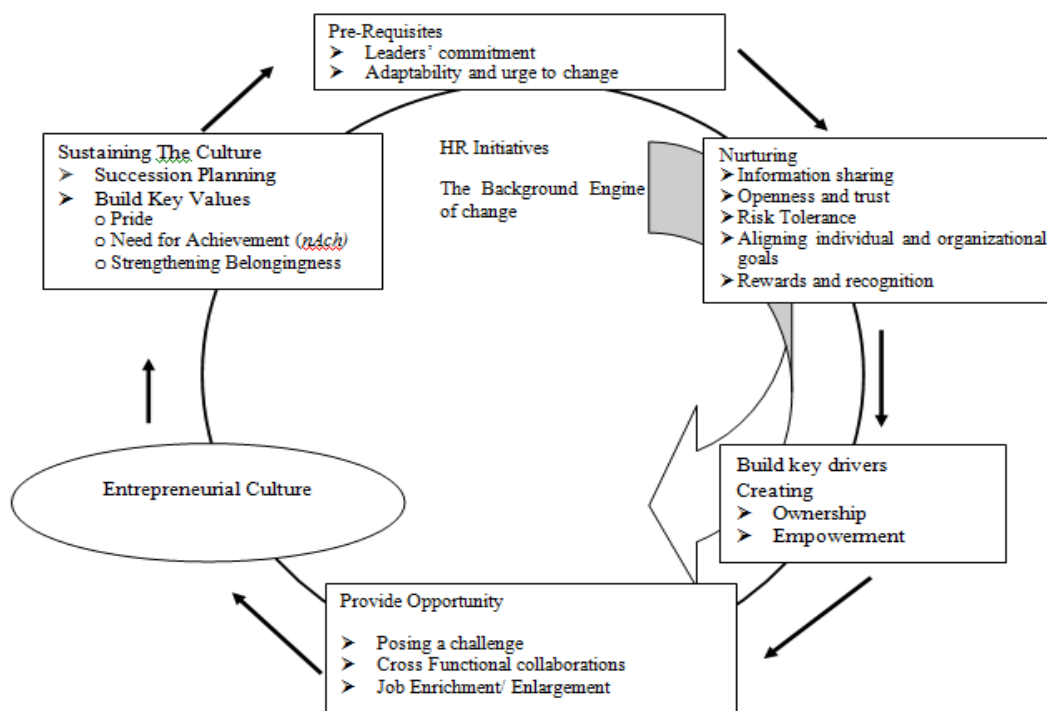 Pre-Requisites
➢ Leaders' commitment
➢ Adaptability and urge to change
Sustaining The Culture
➢ Succession Planning
➢ Build Key Values
o Pride
o Need for Achievement (nAch)
o Strengthening Belongingness
HR Initiatives
The Background Engine
of change
Nurturing
➢ Information sharing
➢ Openness and trust
➢ Risk Tolerance
➢ Aligning individual and organizational
goals
➢ Rewards and recognition
Build key drivers
Creating
➢ Ownership
➢ Empowerment
Provide Opportunity
➢ Posing a challenge
➢ Cross Functional collaborations
➢ Job Enrichment/ Enlargement
Entrepreneurial Culture